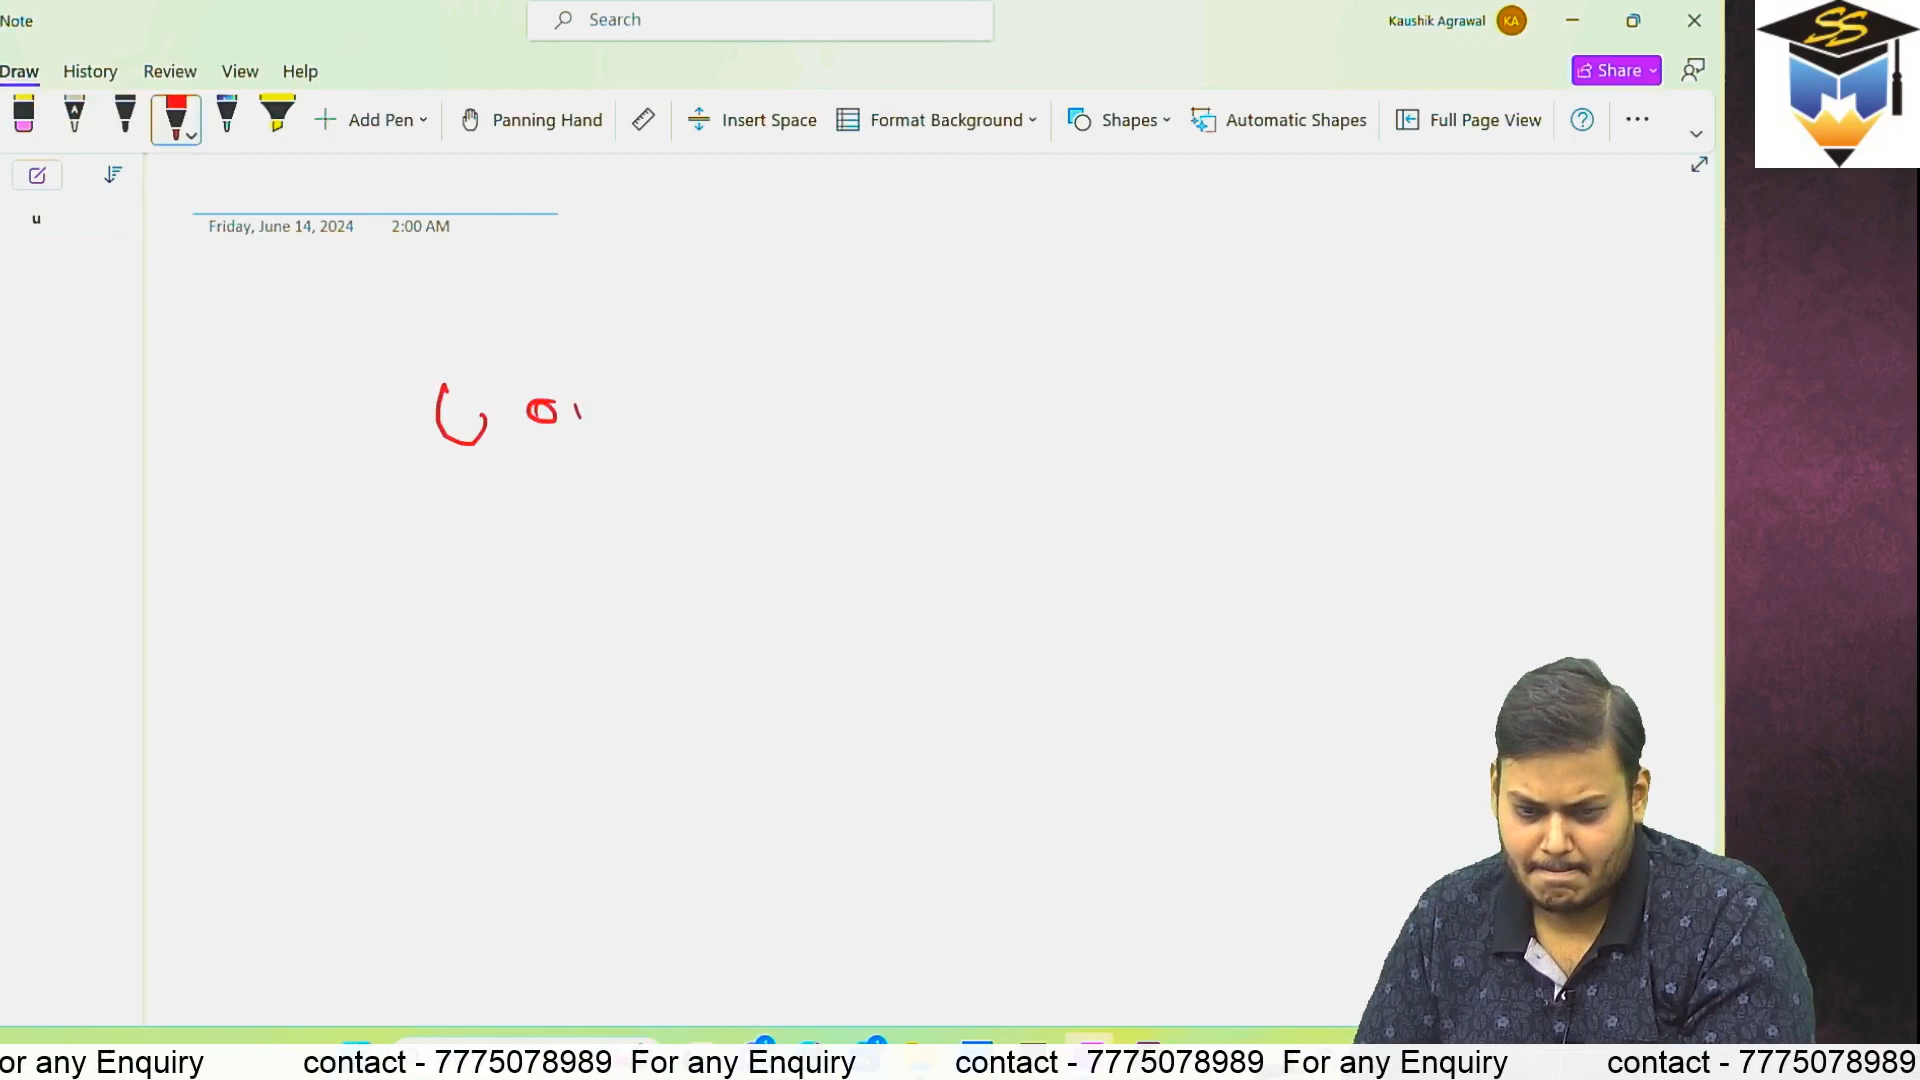 Note
Search
Kaushik Agrawal KA
Draw History Review View Help
Share
Add Pen Panning Hand Insert Space Format Background Shapes Automatic Shapes Full Page View
SS
u
Friday, June 14, 2024 2:00 AM
or any Enquiry contact - 7775078989 For any Enquiry contact - 7775078989 For any Enquiry contact - 7775078989